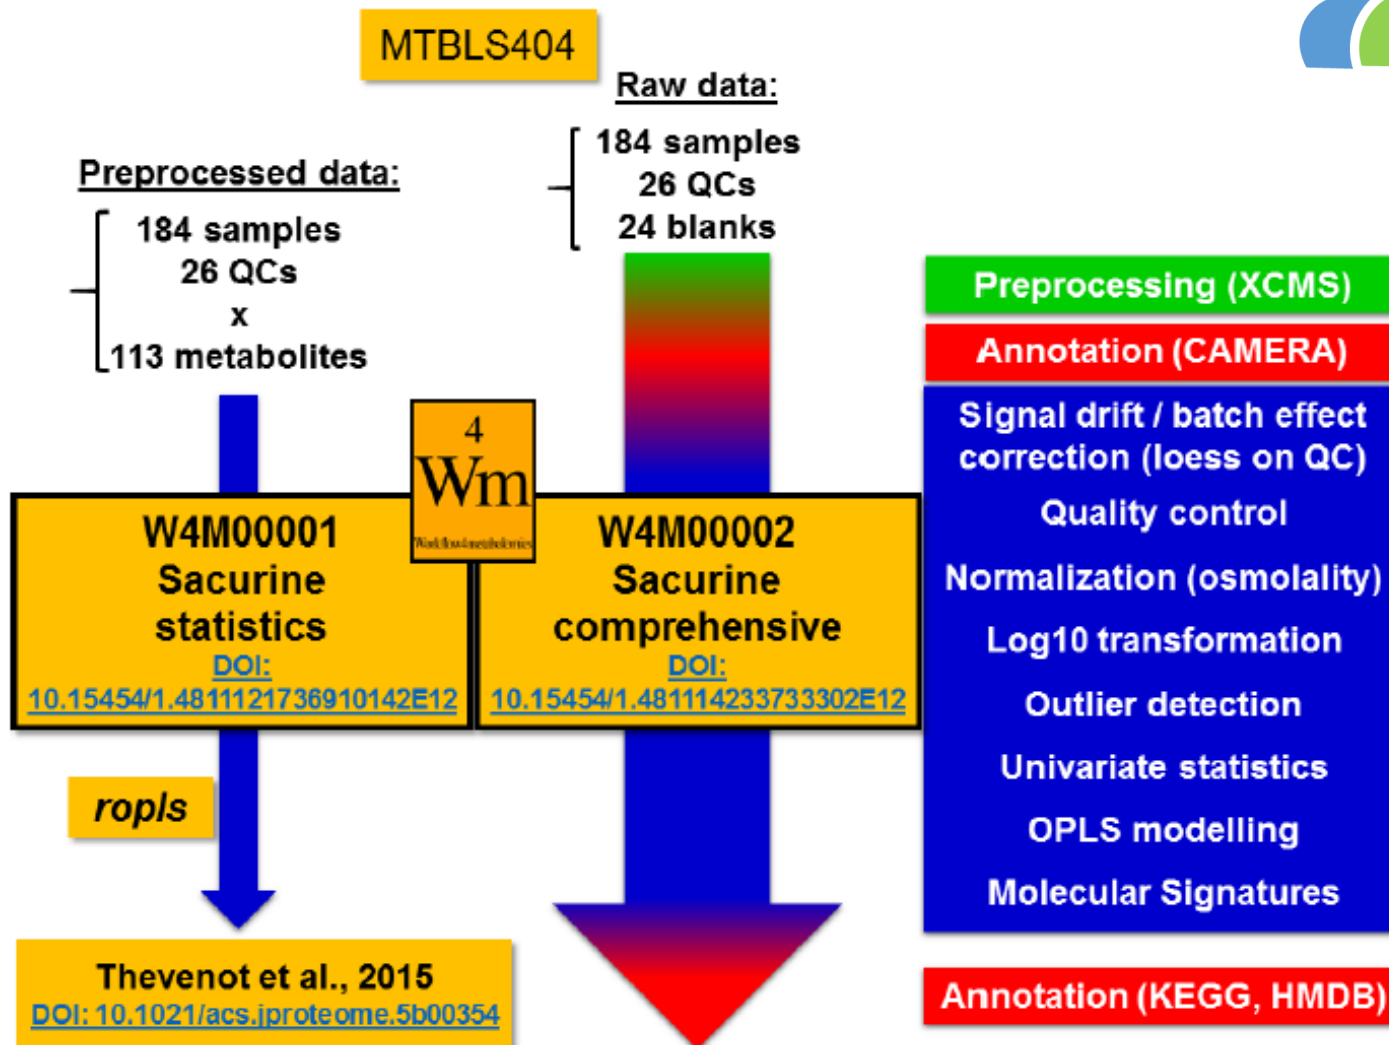 MTBLS404
Raw data:
184 samples
26 QCs
24 blanks
Preprocessed data:
184 samples
26 QCs
x
113 metabolites
4
Wm
Workflow4metabolomics
W4M00001
Sacurine
statistics
DOI:
10.15454/1.4811121736910142E12
W4M00002
Sacurine
comprehensive
DOI:
10.15454/1.481114233733302E12
ropls
Thevenot et al., 2015
DOI: 10.1021/acs.jproteome.5b00354
Preprocessing (XCMS)
Annotation (CAMERA)
Signal drift / batch effect
correction (loess on QC)
Quality control
Normalization (osmolality)
Log10 transformation
Outlier detection
Univariate statistics
OPLS modelling
Molecular Signatures
Annotation (KEGG, HMDB)